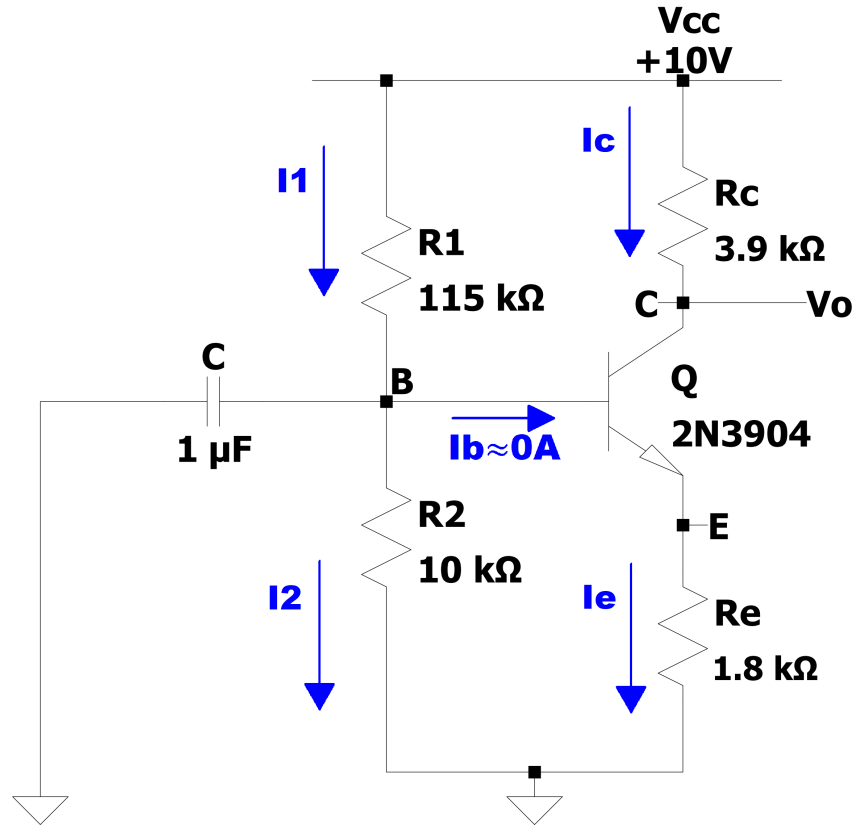 Vcc
+10V
Ic
I1
Rc
3.9 kΩ
R1
115 kΩ
C
Vo
C
1 µF
B
Q
2N3904
Ib≈0A
R2
10 kΩ
E
I2
Ie
Re
1.8 kΩ